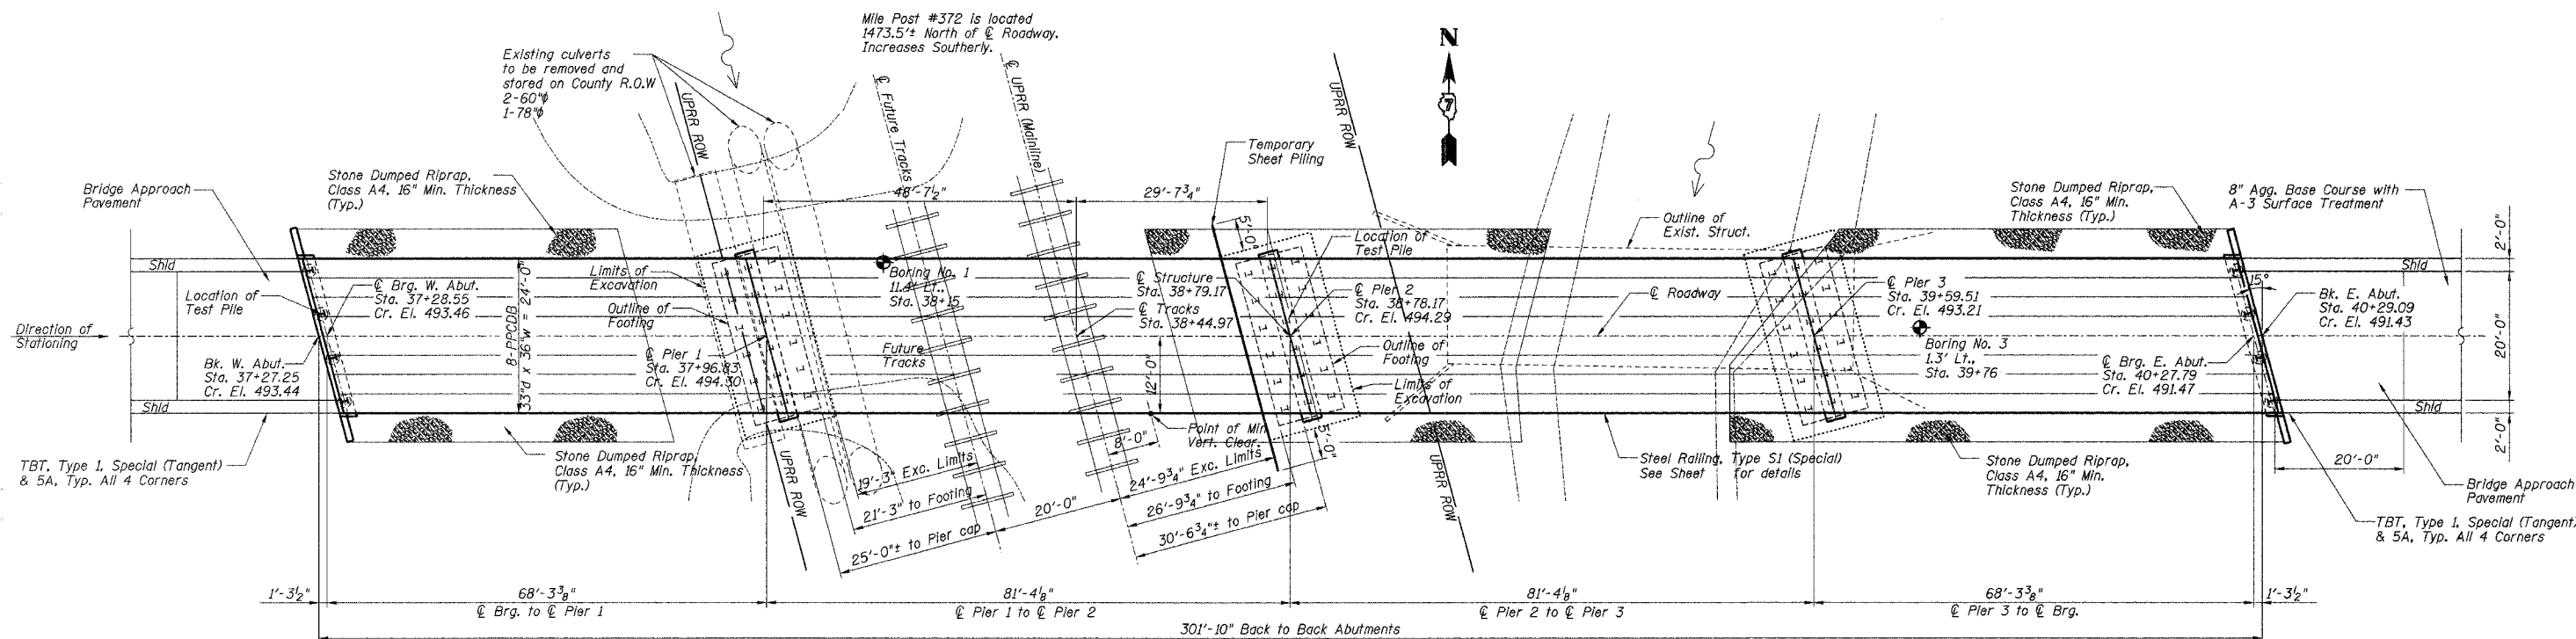 Mile Post #372 is located
1473.5'± North of ℄ Roadway.
Increases Southerly.
Existing culverts
to be removed and
stored on County R.O.W
2-60"ϕ
1-78"ϕ
UPRR ROW
℄ Future Tracks
℄ UPRR (Mainline)
UPRR ROW
N
7
Temporary
Sheet Piling
Bridge Approach
Pavement
Stone Dumped Riprap,
Class A4, 16" Min. Thickness
(Typ.)
48'-7½"
29'-7¾"
5'-0"
Outline of
Exist. Struct.
Stone Dumped Riprap,
Class A4, 16" Min.
Thickness (Typ.)
8" Agg. Base Course with
A-3 Surface Treatment
2'-0"
Shld
Location of
Test Pile
℄ Brg. W. Abut.
Sta. 37+28.55
Cr. El. 493.46
8-PPCDB
33"d x 36"w = 24'-0"
Limits of
Excavation
Outline of
Footing
Boring No. 1
11.4' Lt.,
Sta. 38+15
℄ Structure
Sta. 38+79.17
℄ Tracks
Sta. 38+44.97
Location of
Test Pile
℄ Pier 2
Sta. 38+78.17
Cr. El. 494.29
℄ Roadway
℄ Pier 3
Sta. 39+59.51
Cr. El. 493.21
15°
Shld
Bk. E. Abut.
Sta. 40+29.09
Cr. El. 491.43
20'-0"
Direction of
Stationing
Bk. W. Abut.
Sta. 37+27.25
Cr. El. 493.44
℄ Pier 1
Sta. 37+96.83
Cr. El. 494.30
Future
Tracks
12'-0"
Outline of
Footing
Limits of
Excavation
Boring No. 3
1.3' Lt.,
Sta. 39+76
℄ Brg. E. Abut.
Sta. 40+27.79
Cr. El. 491.47
Shld
Shld
2'-0"
TBT, Type 1, Special (Tangent)
& 5A, Typ. All 4 Corners
Stone Dumped Riprap,
Class A4, 16" Min. Thickness
(Typ.)
UPRR ROW
8'-0"
Point of Min.
Vert. Clear.
5'-0"
UPRR ROW
Steel Railing, Type S1 (Special)
See Sheet for details
Stone Dumped Riprap,
Class A4, 16" Min.
Thickness (Typ.)
20'-0"
Bridge Approach
Pavement
TBT, Type 1, Special (Tangent)
& 5A, Typ. All 4 Corners
19'-3" Exc. Limits
21'-3" to Footing
25'-0"± to Pier cap
20'-0"
24'-9¾" Exc. Limits
26'-9¾" to Footing
30'-6¾"± to Pier cap
1'-3½"
68'-3⅜"
℄ Brg. to ℄ Pier 1
81'-4⅛"
℄ Pier 1 to ℄ Pier 2
81'-4⅛"
℄ Pier 2 to ℄ Pier 3
68'-3⅜"
℄ Pier 3 to ℄ Brg.
1'-3½"
301'-10" Back to Back Abutments